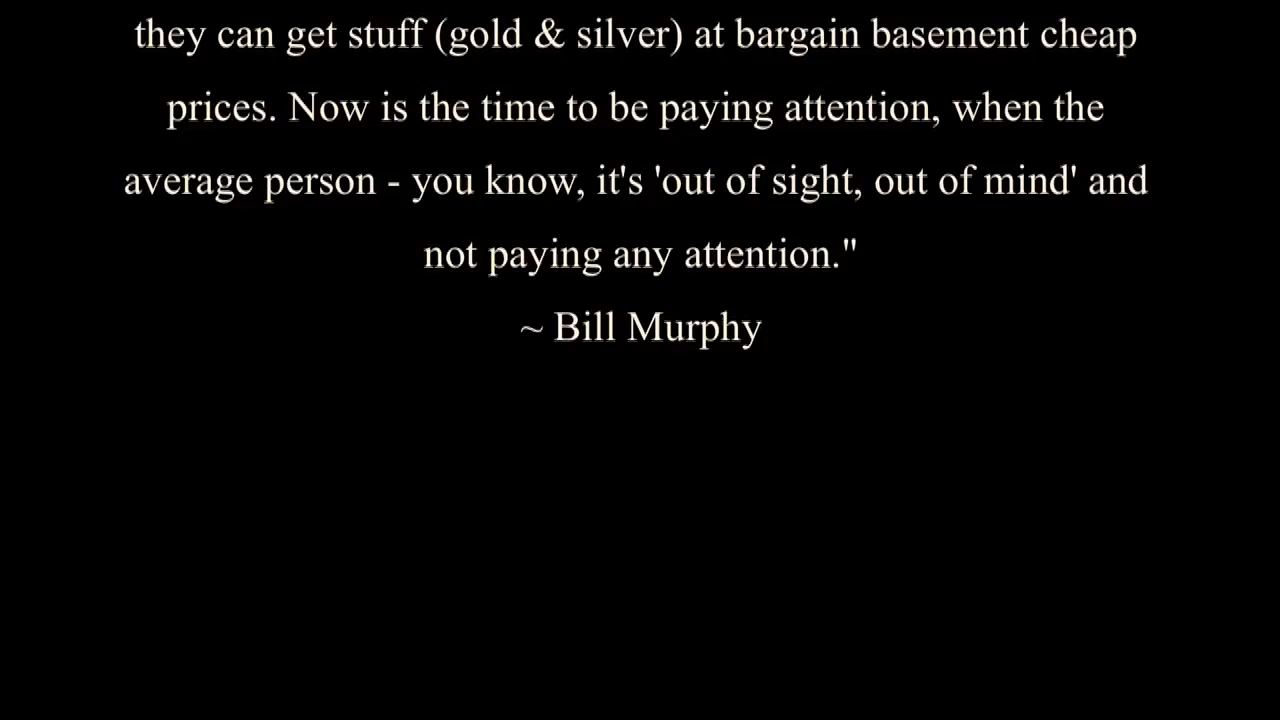 they can get stuff (gold & silver) at bargain basement cheap
prices. Now is the time to be paying attention, when the
average person - you know, it's 'out of sight, out of mind' and
not paying any attention."
~ Bill Murphy